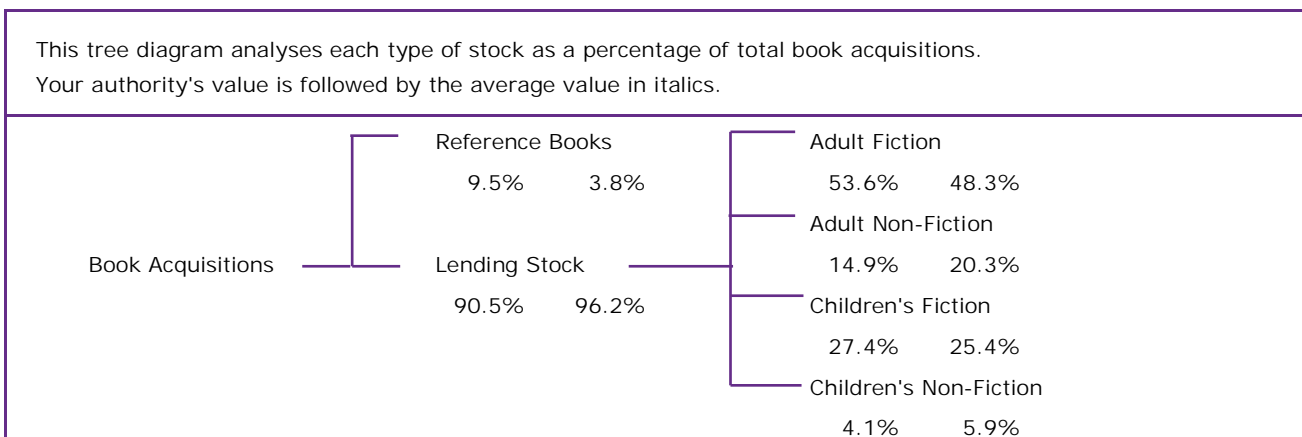 This tree diagram analyses each type of stock as a percentage of total book acquisitions.
Your authority's value is followed by the average value in italics.
Reference Books
9.5% 3.8%
Book Acquisitions
Lending Stock
90.5% 96.2%
Adult Fiction
53.6% 48.3%
Adult Non-Fiction
14.9% 20.3%
Children's Fiction
27.4% 25.4%
Children's Non-Fiction
4.1% 5.9%